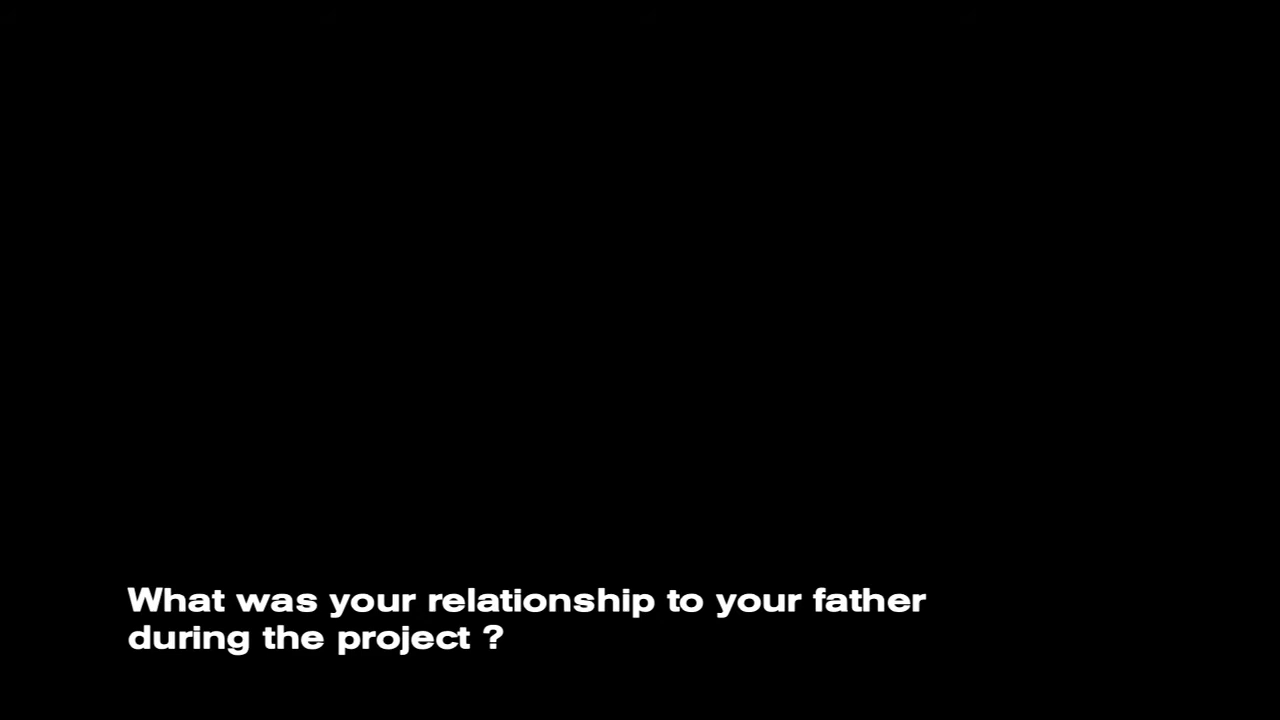 What was your relationship to your father
during the project ?